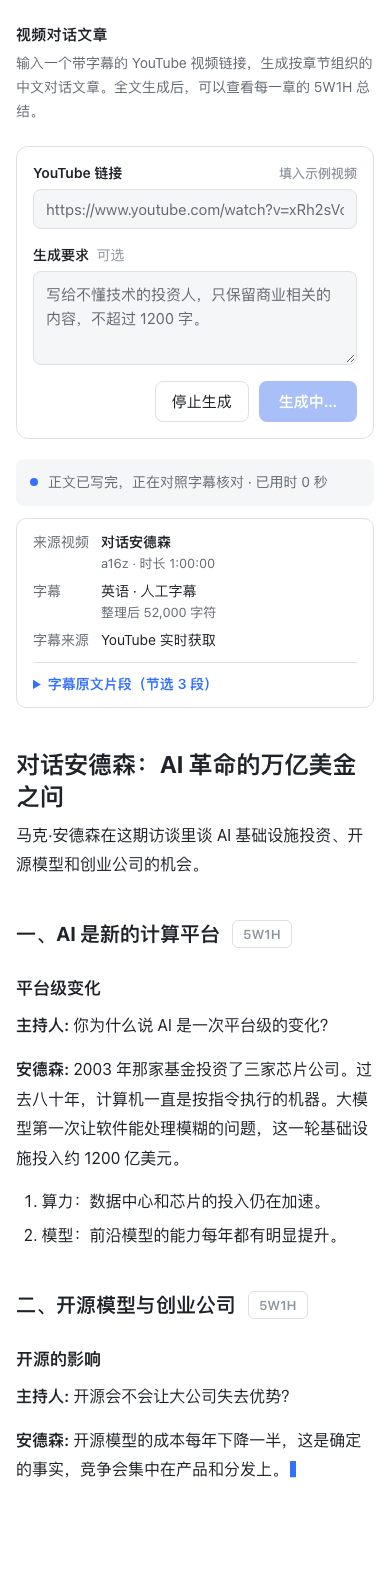 视频对话文章
输入一个带字幕的 YouTube 视频链接，生成按章节组织的
中文对话文章。全文生成后，可以查看每一章的 5W1H 总
结。
YouTube 链接 填入示例视频
https://www.youtube.com/watch?v=xRh2sVc
生成要求 可选
写给不懂技术的投资人，只保留商业相关的
内容，不超过 1200 字。
停止生成 生成中…
正文已写完，正在对照字幕核对 · 已用时 0 秒
来源视频 对话安德森
a16z · 时长 1:00:00
字幕 英语 · 人工字幕
整理后 52,000 字符
字幕来源 YouTube 实时获取
▶ 字幕原文片段（节选 3 段）
对话安德森：AI 革命的万亿美金
之问
马克·安德森在这期访谈里谈 AI 基础设施投资、开
源模型和创业公司的机会。
一、AI 是新的计算平台 5W1H
平台级变化
主持人: 你为什么说 AI 是一次平台级的变化？
安德森: 2003 年那家基金投资了三家芯片公司。过
去八十年，计算机一直是按指令执行的机器。大模
型第一次让软件能处理模糊的问题，这一轮基础设
施投入约 1200 亿美元。
1. 算力：数据中心和芯片的投入仍在加速。
2. 模型：前沿模型的能力每年都有明显提升。
二、开源模型与创业公司 5W1H
开源的影响
主持人: 开源会不会让大公司失去优势？
安德森: 开源模型的成本每年下降一半，这是确定
的事实，竞争会集中在产品和分发上。